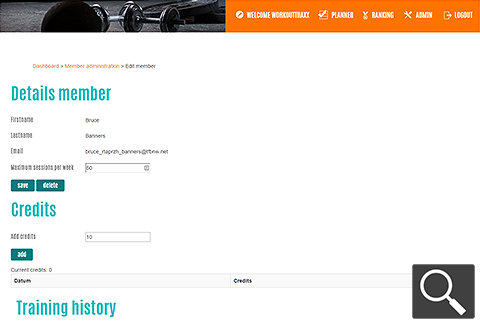 WELCOME WORKOUTTRAXX PLANNER RANKING ADMIN LOGOUT
Dashboard > Member administration > Edit member
Details member
Firstname Bruce
Lastname Banners
Email bruce_rtaprzh_banners@tfbnw.net
Maximum sessions per week 50
save delete
Credits
Add credits 10
add
Current credits: 0
Datum Credits
Training history